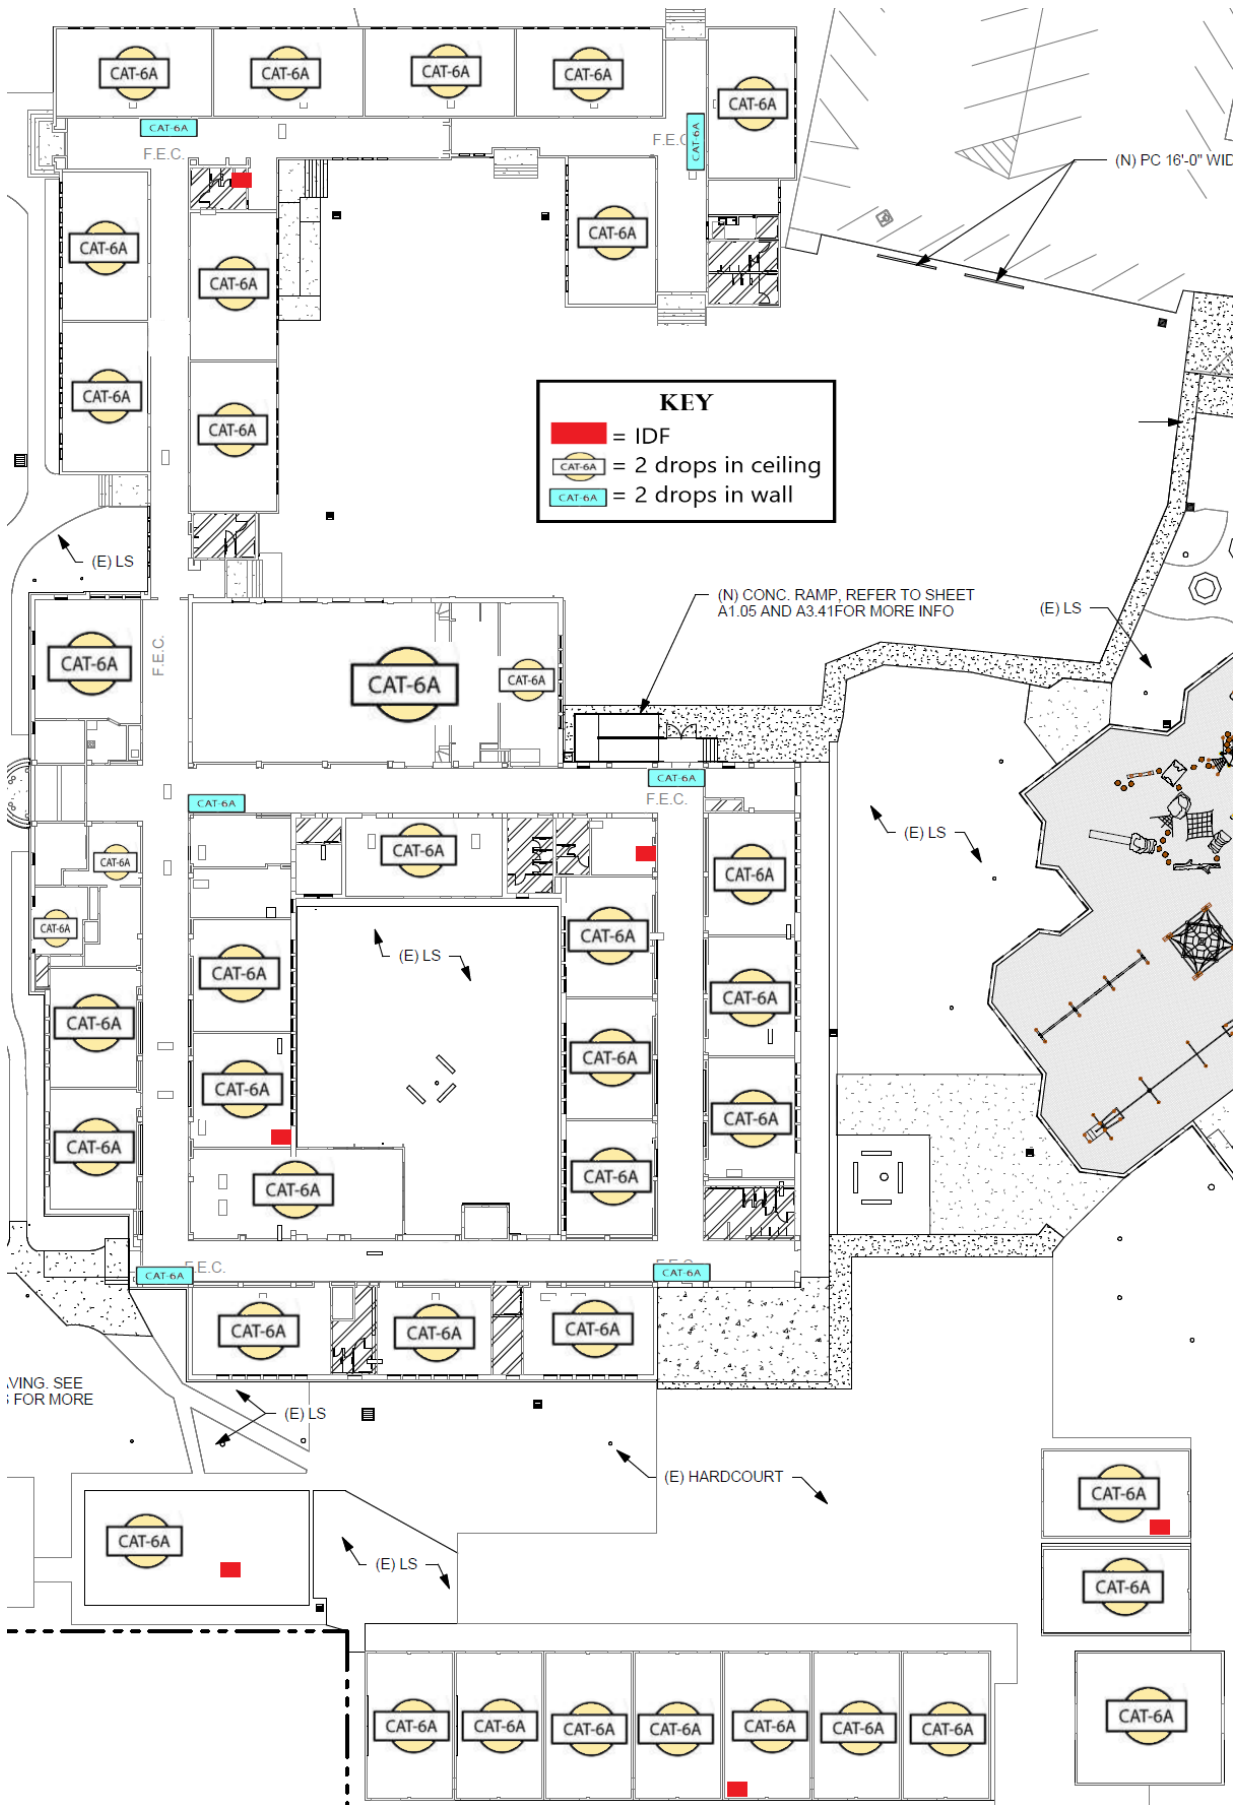 CAT-6A
CAT-6A
CAT-6A
CAT-6A
CAT-6A
CAT-6A
CAT-6A
F.E.C.
F.E.C.
(N) PC 16'-0" WID
CAT-6A
CAT-6A
CAT-6A
CAT-6A
CAT-6A
KEY
= IDF
CAT-6A = 2 drops in ceiling
CAT-6A = 2 drops in wall
(E) LS
(N) CONC. RAMP, REFER TO SHEET
A1.05 AND A3.41FOR MORE INFO
(E) LS
F.E.C.
CAT-6A
CAT-6A
CAT-6A
CAT-6A
CAT-6A
F.E.C.
(E) LS
CAT-6A
CAT-6A
CAT-6A
CAT-6A
CAT-6A
(E) LS
CAT-6A
CAT-6A
CAT-6A
CAT-6A
CAT-6A
CAT-6A
CAT-6A
CAT-6A
CAT-6A
CAT-6A
CAT-6A
F.E.C.
F.E.C.
CAT-6A
CAT-6A
CAT-6A
CAT-6A
CAT-6A
AVING. SEE
FOR MORE
(E) LS
(E) HARDCOURT
CAT-6A
CAT-6A
(E) LS
CAT-6A
CAT-6A
CAT-6A
CAT-6A
CAT-6A
CAT-6A
CAT-6A
CAT-6A
CAT-6A